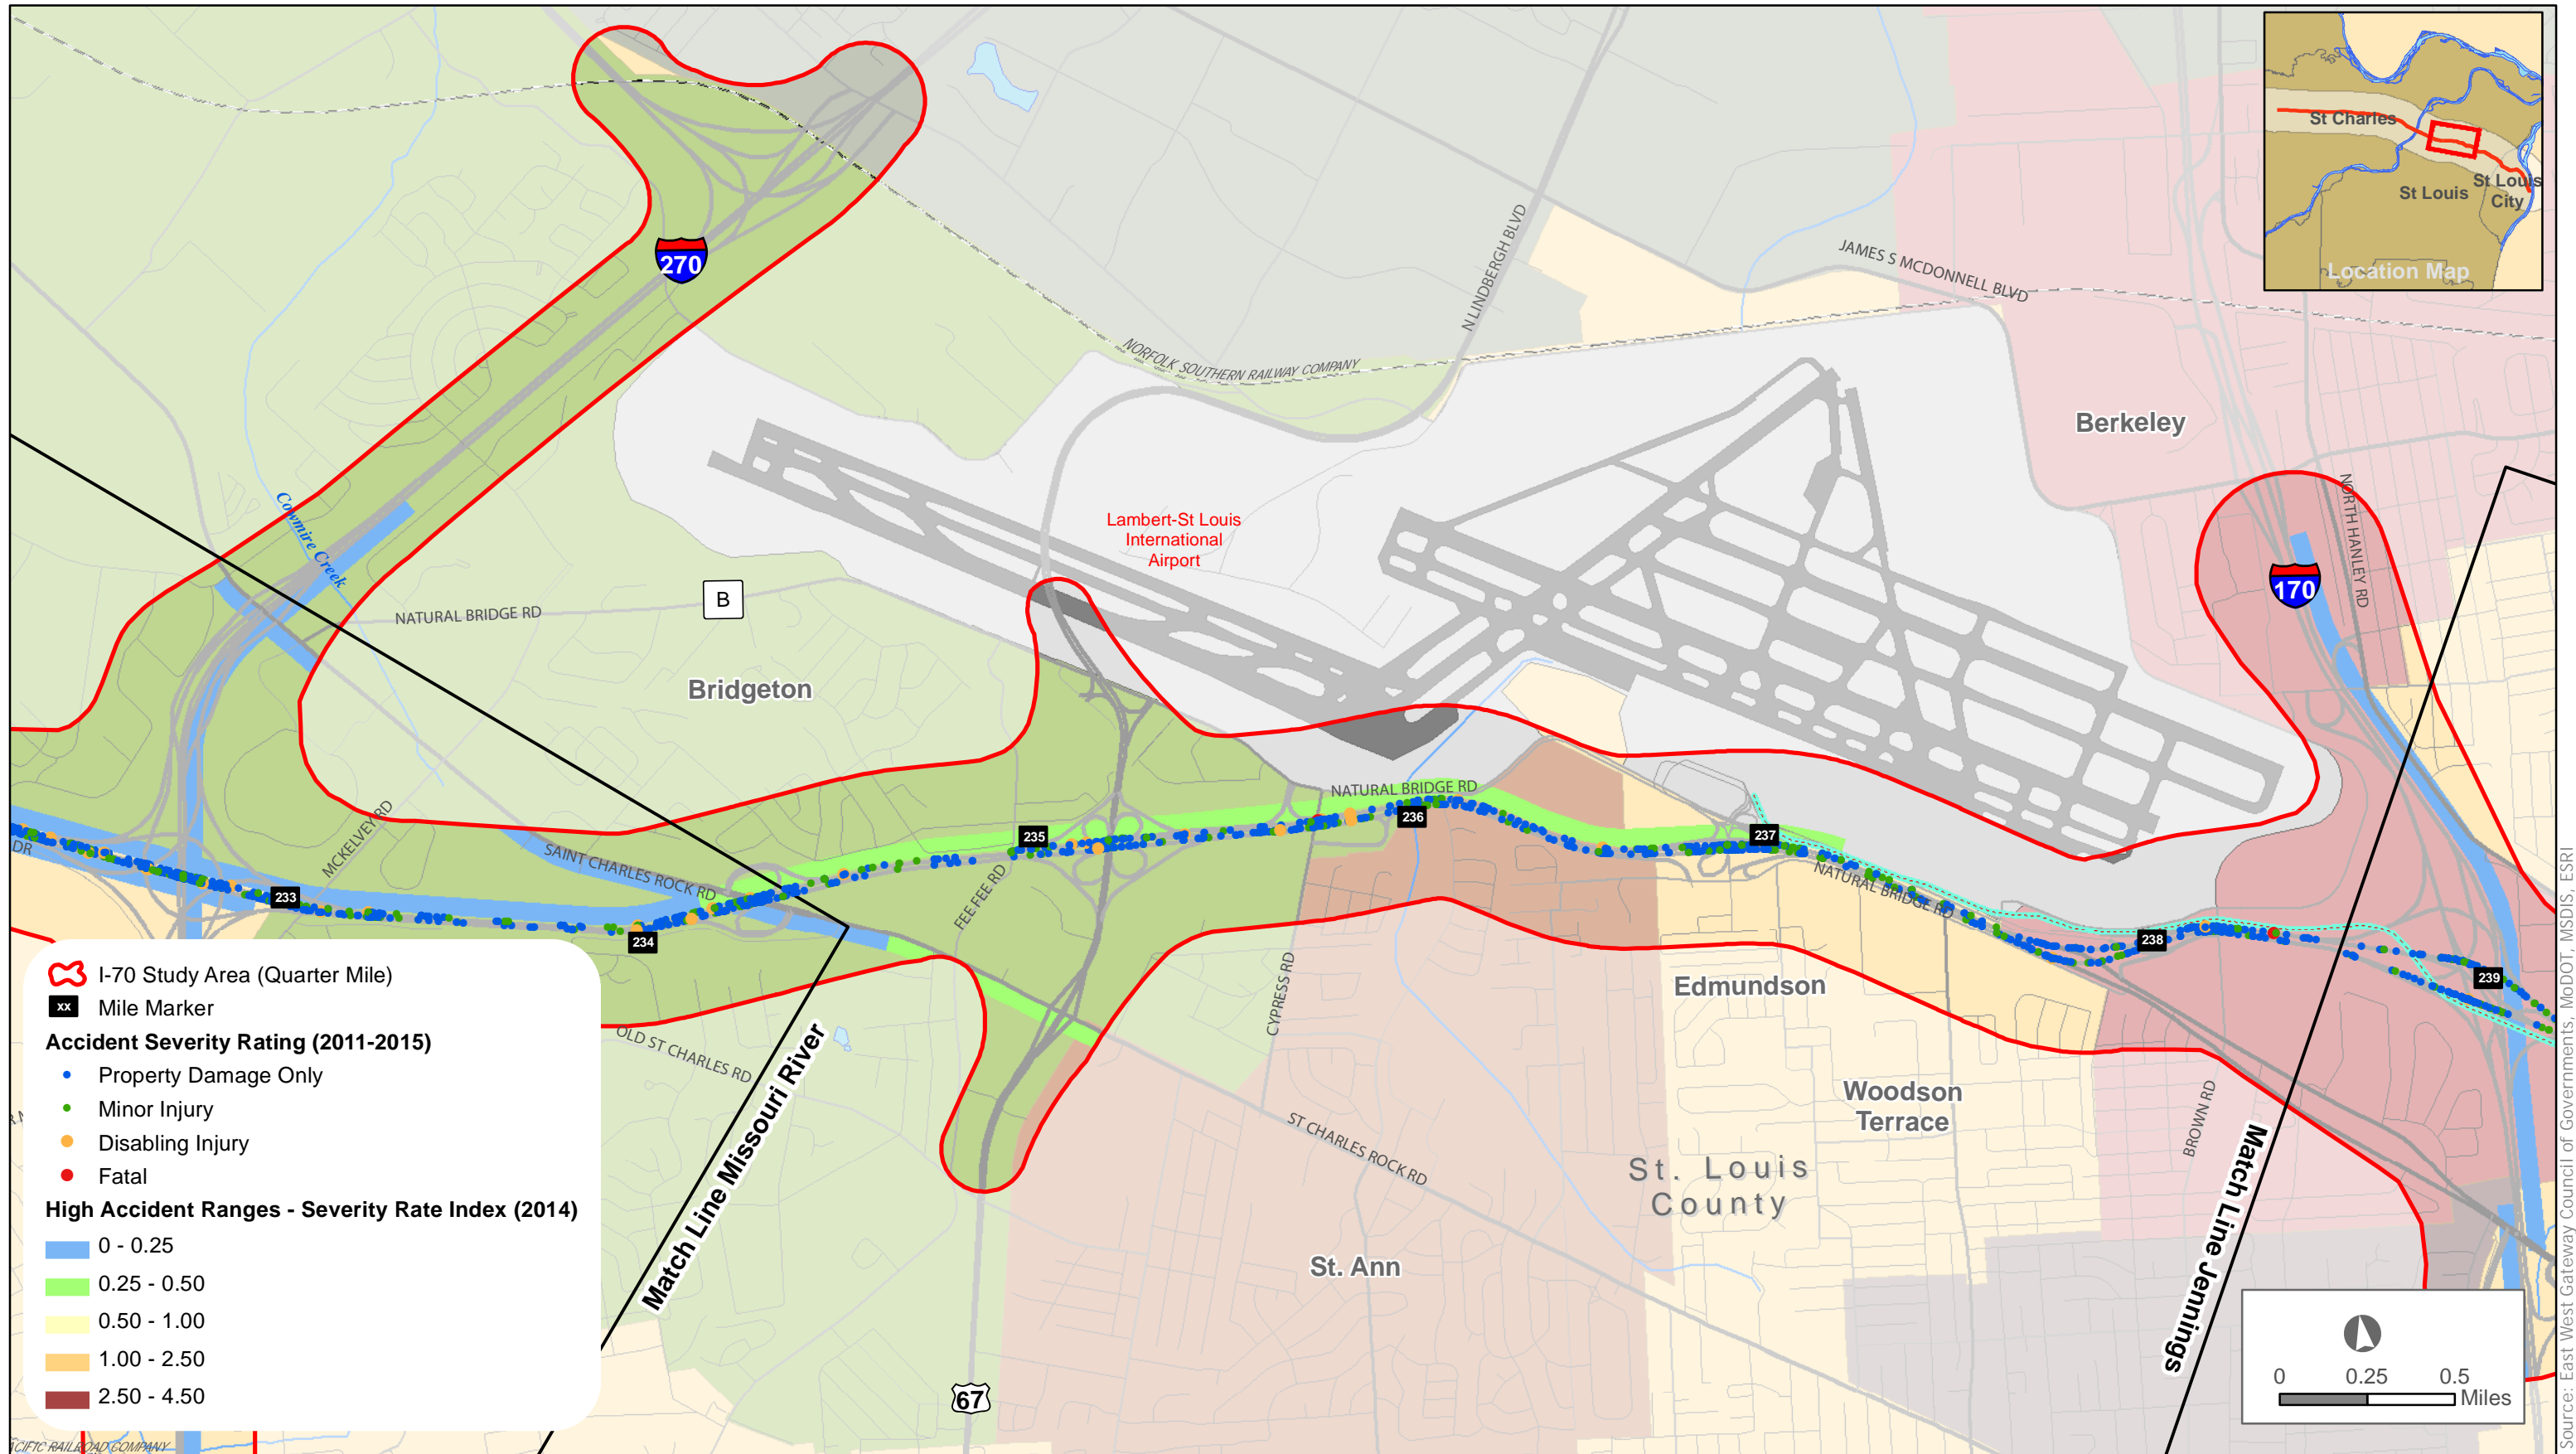 St Charles
St Louis
St Louis
City
Location Map
270
N LINDBERGH BLVD
JAMES S MCDONNELL BLVD
NORFOLK SOUTHERN RAILWAY COMPANY
Berkeley
Cowmire Creek
Lambert-St Louis
International
Airport
NORTH HANLEY RD
170
NATURAL BRIDGE RD
B
Bridgeton
NATURAL BRIDGE RD
MCKELVEY RD
SAINT CHARLES ROCK RD
DR
233
234
235
236
237
238
239
FEE FEE RD
NATURAL BRIDGE RD
CYPRESS RD
Edmundson
Woodson
Terrace
BROWN RD
OLD ST CHARLES RD
ST CHARLES ROCK RD
St. Louis
County
St. Ann
67
Match Line Missouri River
Match Line Jennings
I-70 Study Area (Quarter Mile)
xx Mile Marker
Accident Severity Rating (2011-2015)
Property Damage Only
Minor Injury
Disabling Injury
Fatal
High Accident Ranges - Severity Rate Index (2014)
0 - 0.25
0.25 - 0.50
0.50 - 1.00
1.00 - 2.50
2.50 - 4.50
ACIFIC RAILROAD COMPANY
0 0.25 0.5
Miles
Source: East West Gateway Council of Governments, MoDOT, MSDIS, ESRI